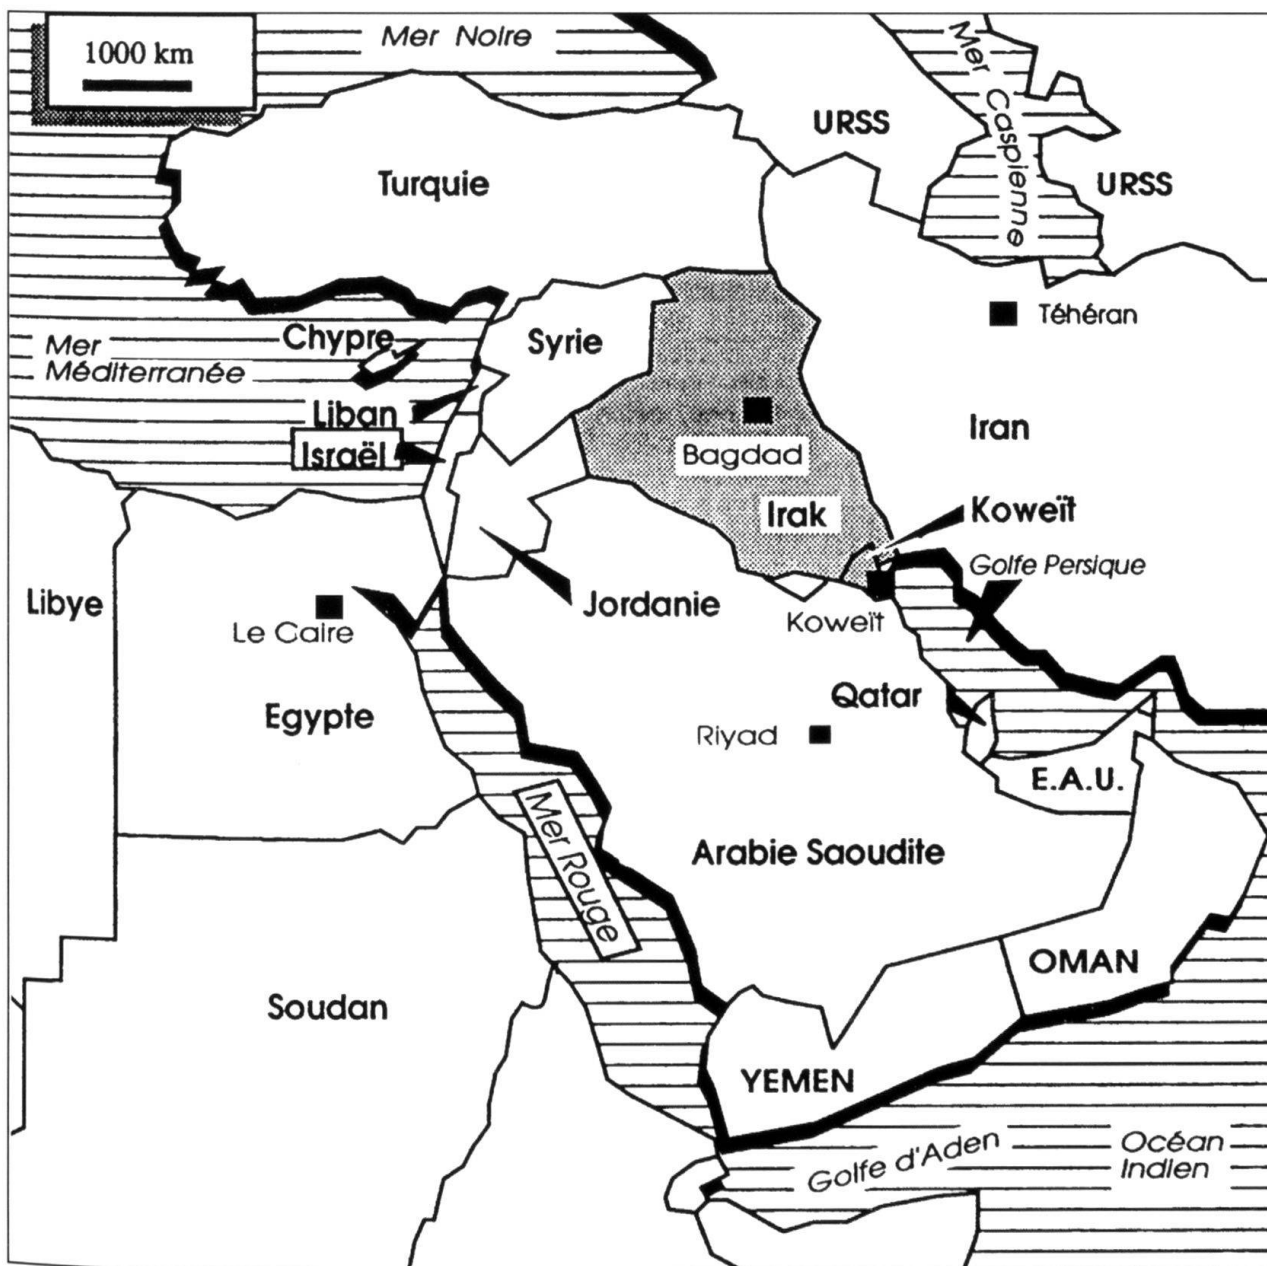 1000 km
Mer Noire
Mer Caspienne
URSS
URSS
Turquie
Téhéran
Chypre
Syrie
Mer
Méditerranée
Liban
Israël
Bagdad
Iran
Irak
Koweït
Golfe Persique
Libye
Jordanie
Koweït
Le Caire
Qatar
Egypte
Riyad
E.A.U.
Mer Rouge
Arabie Saoudite
OMAN
Soudan
YEMEN
Golfe d'Aden
Océan
Indien